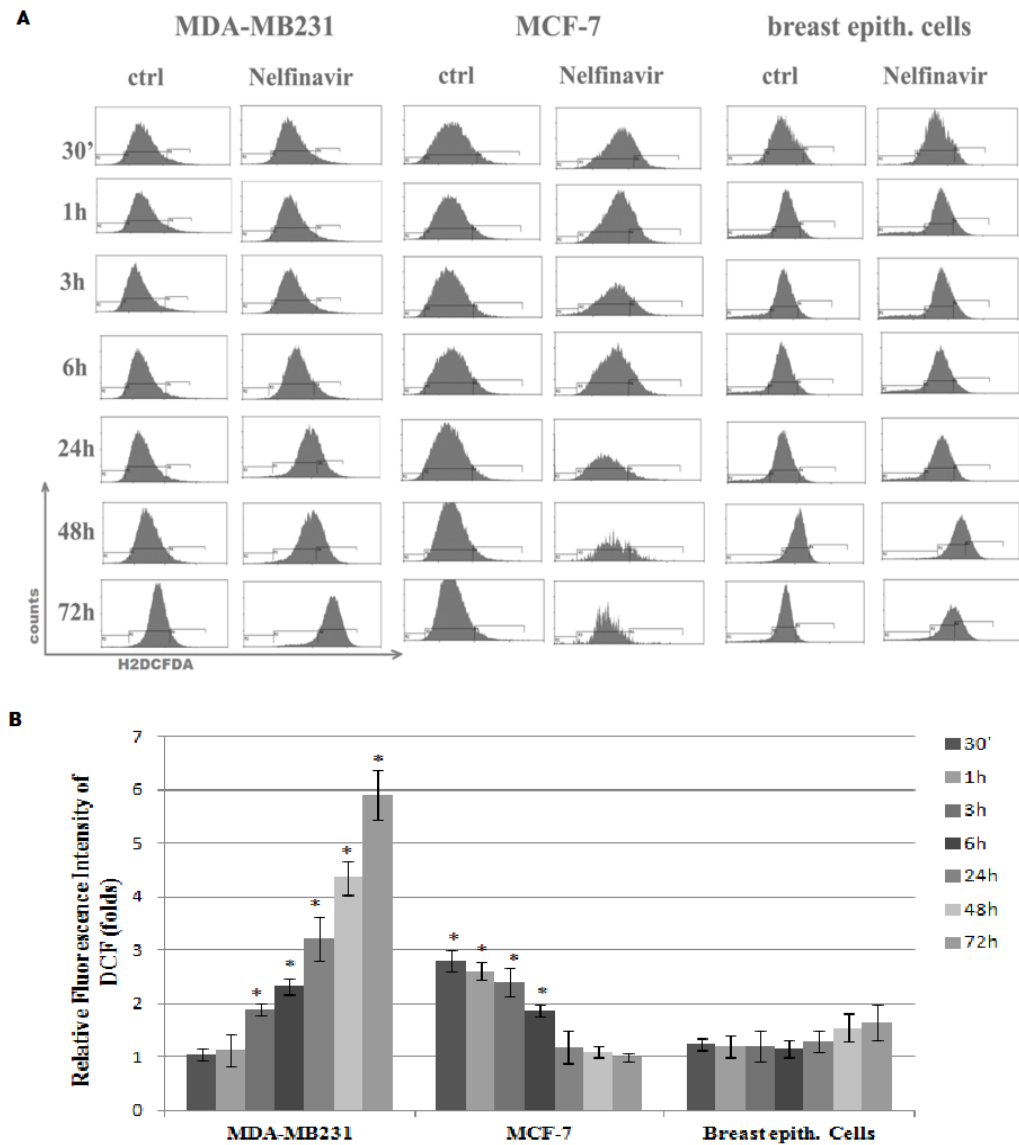 A
MDA-MB231 MCF-7 breast epith. cells
ctrl Nelfinavir ctrl Nelfinavir ctrl Nelfinavir
30'
1h
3h
6h
24h
48h
72h
counts
H2DCFDA
B
Relative Fluorescence Intensity of
DCF (folds)
7
6
5
4
3
2
1
0
* * * * *
* * * *
MDA-MB231 MCF-7 Breast epith. Cells
30'
1h
3h
6h
24h
48h
72h